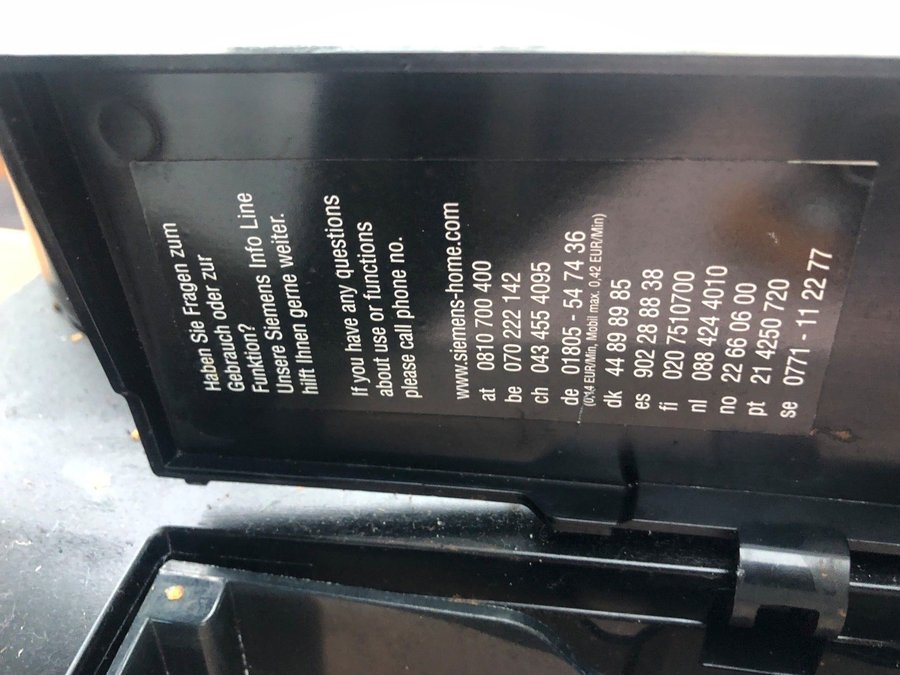 Haben Sie Fragen zum
Gebrauch oder zur
Funktion?
Unsere Siemens Info Line
hilft Ihnen gerne weiter.
If you have any questions
about use or functions
please call phone no.
www.siemens-home.com
at 0810 700 400
be 070 222 142
ch 043 455 4095
de 01805 - 54 74 36
(0,14 EUR/Min, Mobil max. 0,42 EUR/Min)
dk 44 89 89 85
es 902 28 88 38
fi 020 7510700
nl 088 424 4010
no 22 66 06 00
pt 21 4250 720
se 0771 - 11 22 77